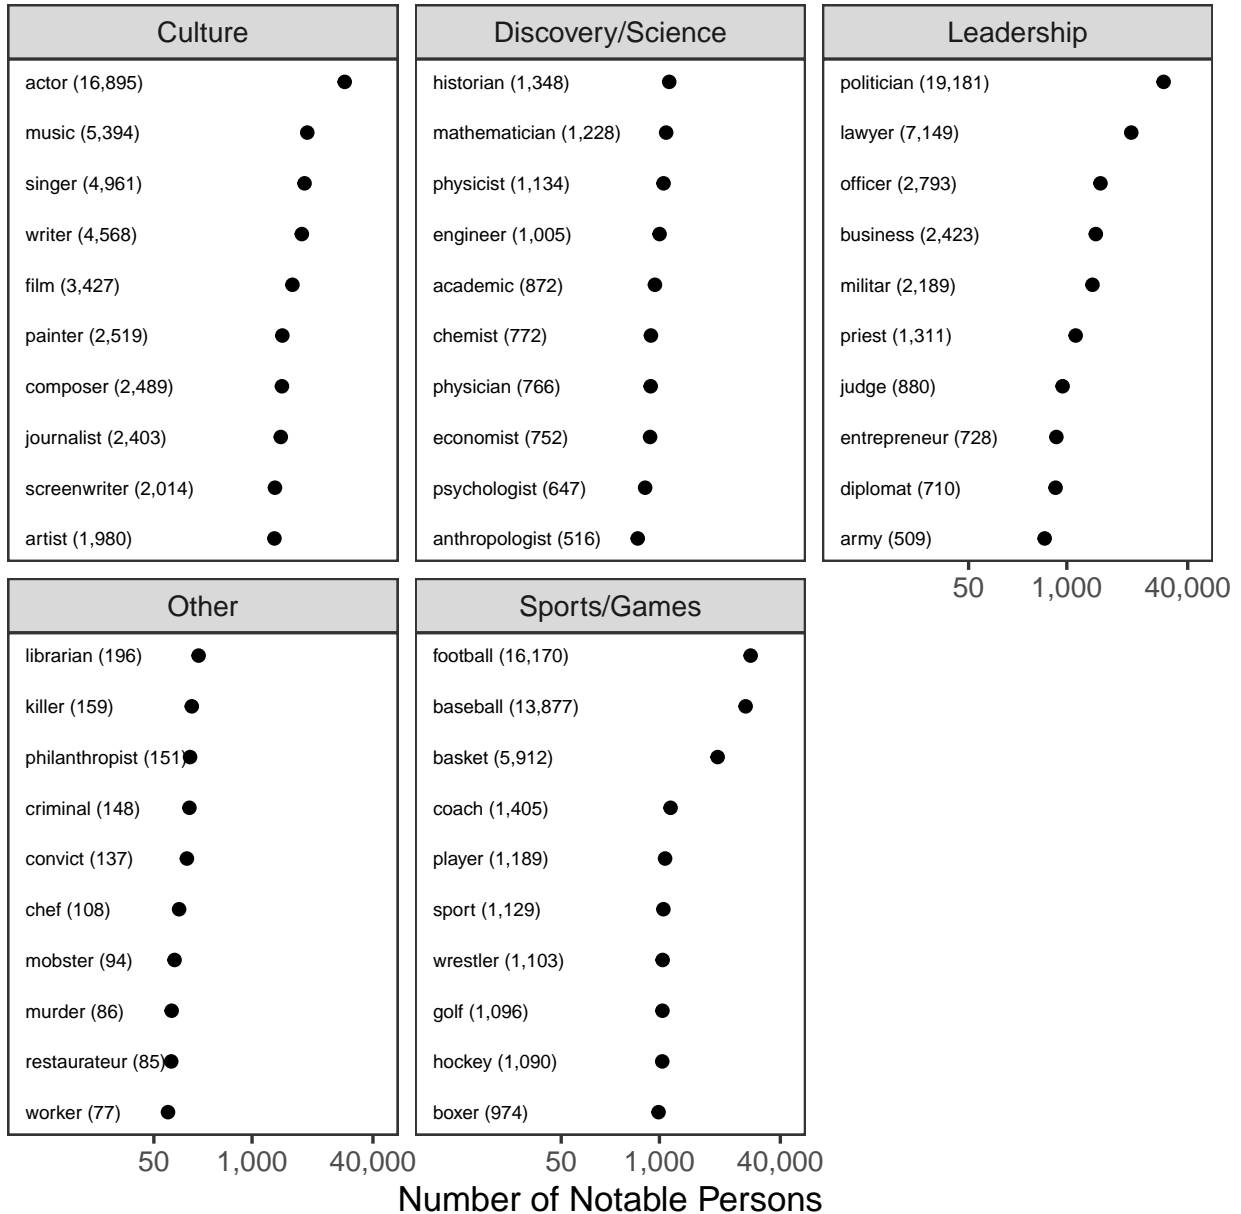 Culture
actor (16,895)
music (5,394)
singer (4,961)
writer (4,568)
film (3,427)
painter (2,519)
composer (2,489)
journalist (2,403)
screenwriter (2,014)
artist (1,980)
Discovery/Science
historian (1,348)
mathematician (1,228)
physicist (1,134)
engineer (1,005)
academic (872)
chemist (772)
physician (766)
economist (752)
psychologist (647)
anthropologist (516)
Leadership
politician (19,181)
lawyer (7,149)
officer (2,793)
business (2,423)
militar (2,189)
priest (1,311)
judge (880)
entrepreneur (728)
diplomat (710)
army (509)
50 1,000 40,000
Other
librarian (196)
killer (159)
philanthropist (151)
criminal (148)
convict (137)
chef (108)
mobster (94)
murder (86)
restaurateur (85)
worker (77)
50 1,000 40,000
Sports/Games
football (16,170)
baseball (13,877)
basket (5,912)
coach (1,405)
player (1,189)
sport (1,129)
wrestler (1,103)
golf (1,096)
hockey (1,090)
boxer (974)
50 1,000 40,000
Number of Notable Persons